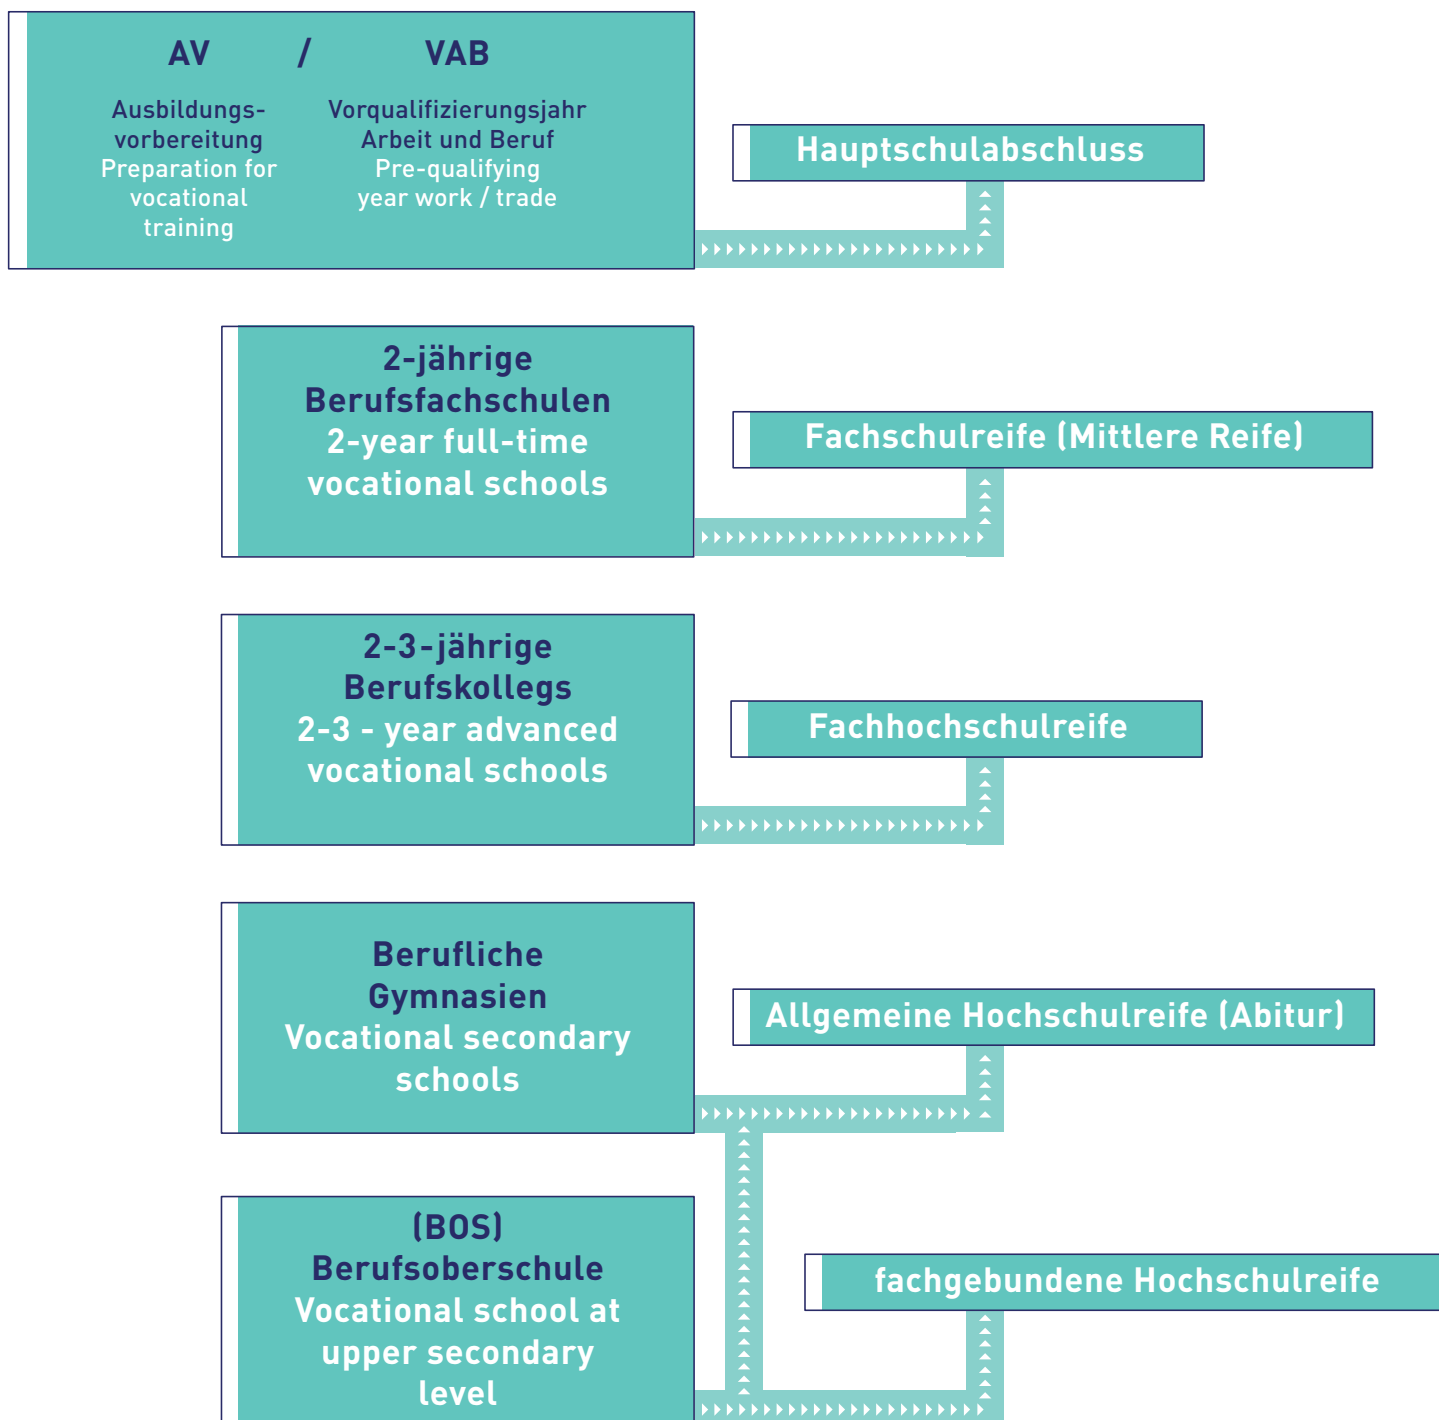 AV / VAB
Ausbildungs-
vorbereitung
Preparation for
vocational
training
Vorqualifizierungsjahr
Arbeit und Beruf
Pre-qualifying
year work / trade
Hauptschulabschluss
2-jährige
Berufsfachschulen
2-year full-time
vocational schools
Fachschulreife (Mittlere Reife)
2-3-jährige
Berufskollegs
2-3 - year advanced
vocational schools
Fachhochschulreife
Berufliche
Gymnasien
Vocational secondary
schools
Allgemeine Hochschulreife (Abitur)
(BOS)
Berufsoberschule
Vocational school at
upper secondary
level
fachgebundene Hochschulreife